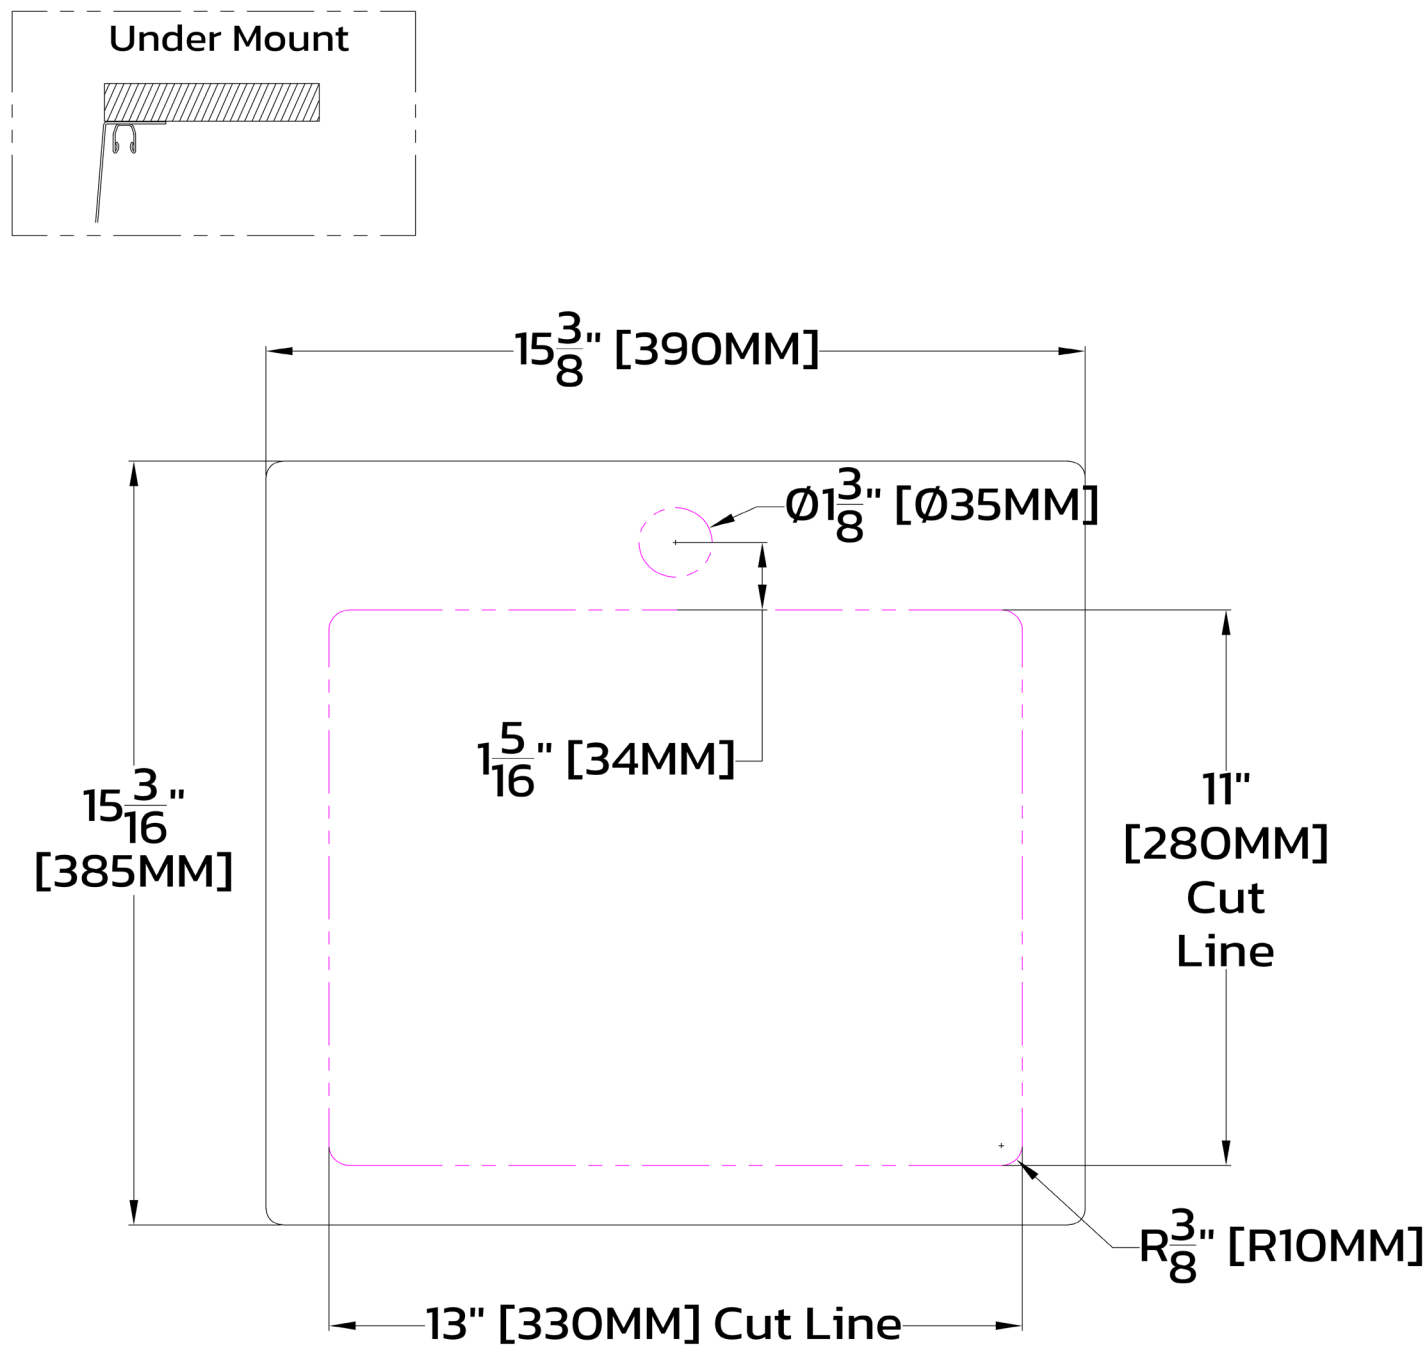 Under Mount
15 3/8" [390MM]
Ø1 3/8" [Ø35MM]
1 5/16" [34MM]
15 3/16"
[385MM]
11"
[280MM]
Cut
Line
R 3/8" [R10MM]
13" [330MM] Cut Line